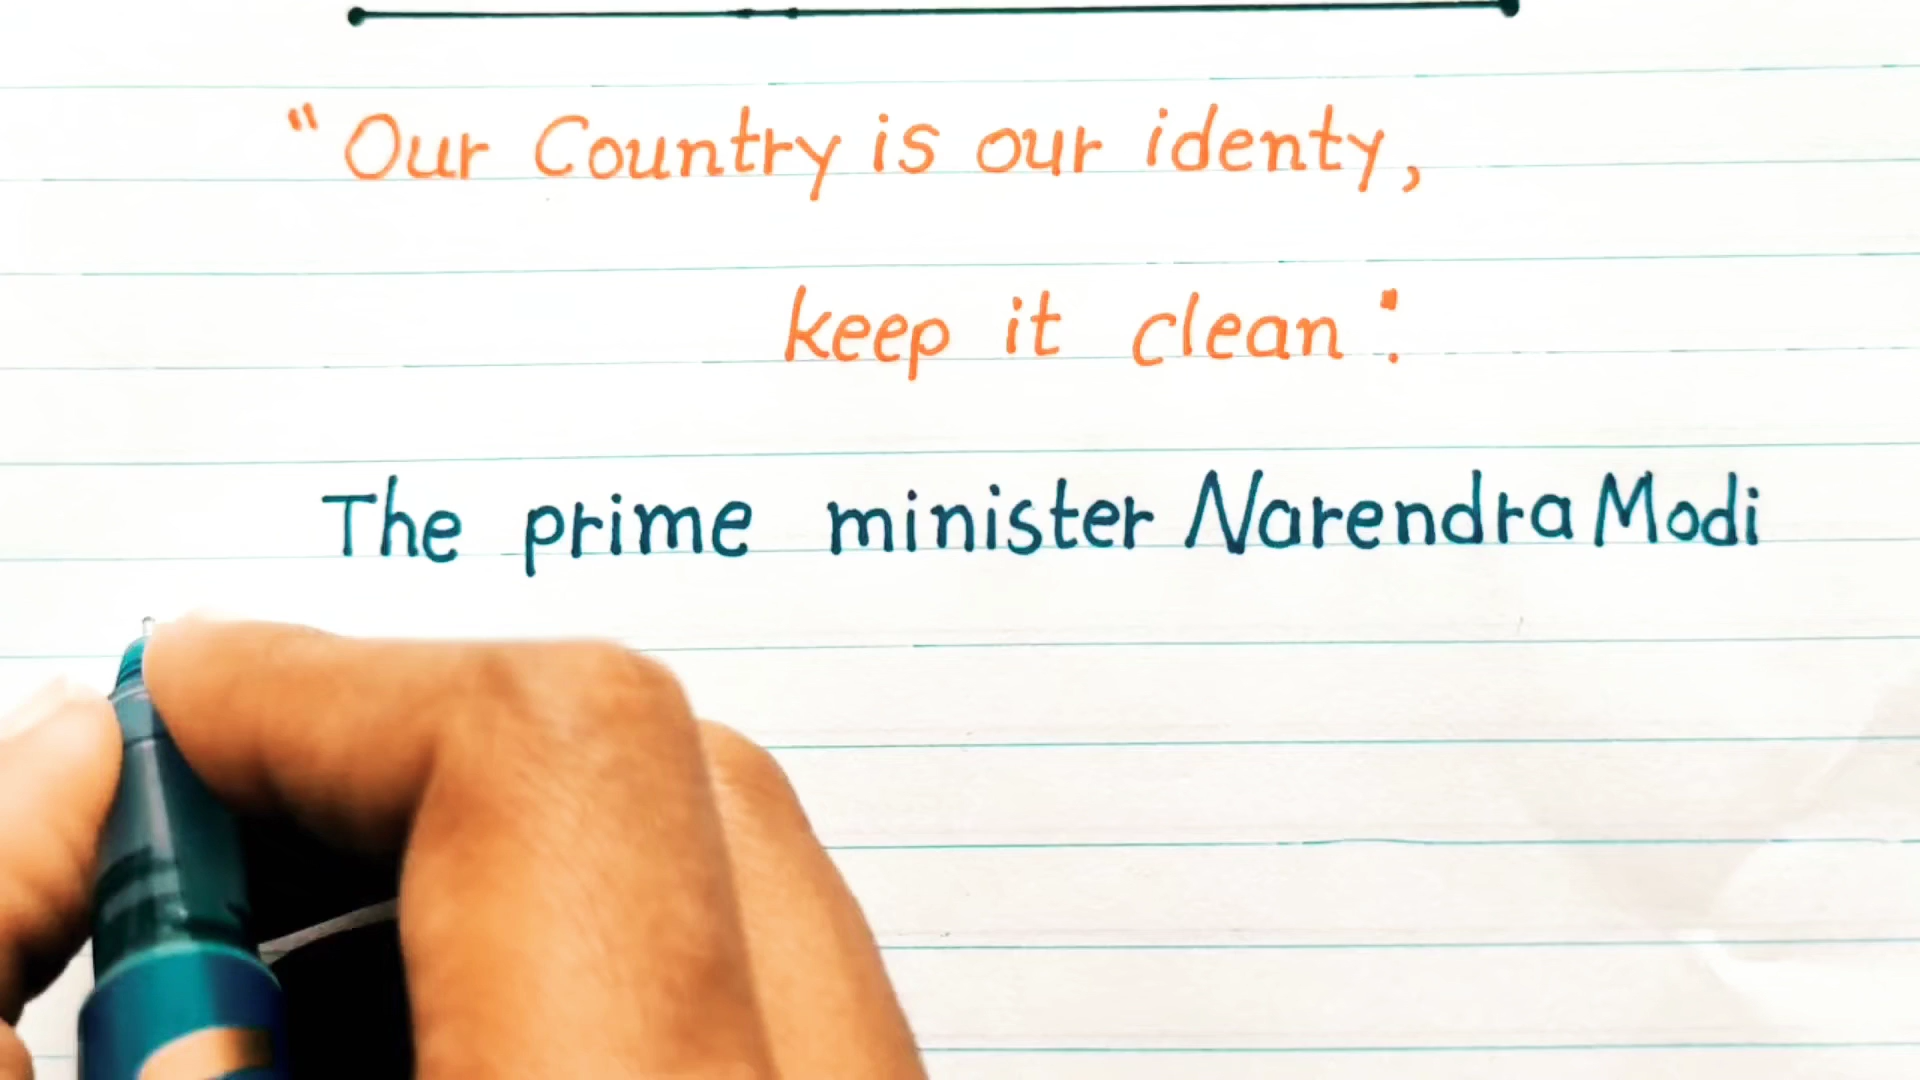 “Our Country is our identy,
keep it clean."
The prime minister Narendra Modi